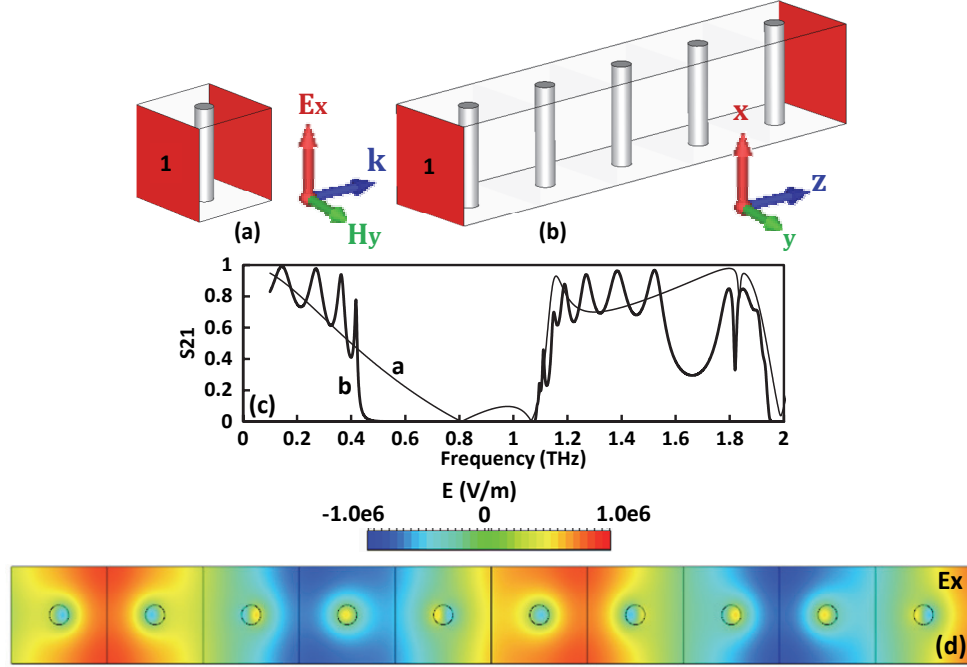 Ex
k
Hy
1
(a)
1
(b)
x
z
y
S21
1
0.8
0.6
0.4
0.2
0
a
b
(c)
0 0.2 0.4 0.6 0.8 1 1.2 1.4 1.6 1.8 2
Frequency (THz)
E (V/m)
-1.0e6 0 1.0e6
Ex
(d)